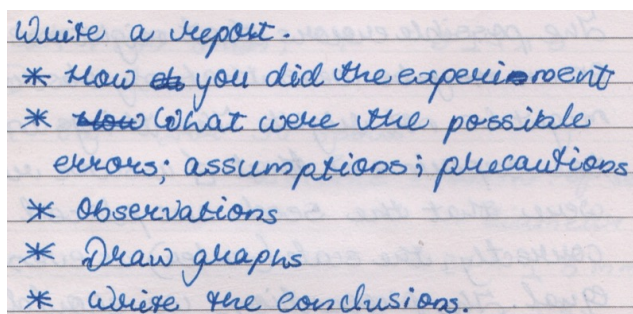 Write a report.
* How you did the experiment
* What were the possible
errors; assumptions; precautions
* Observations
* Draw graphs
* Write the conclusions.